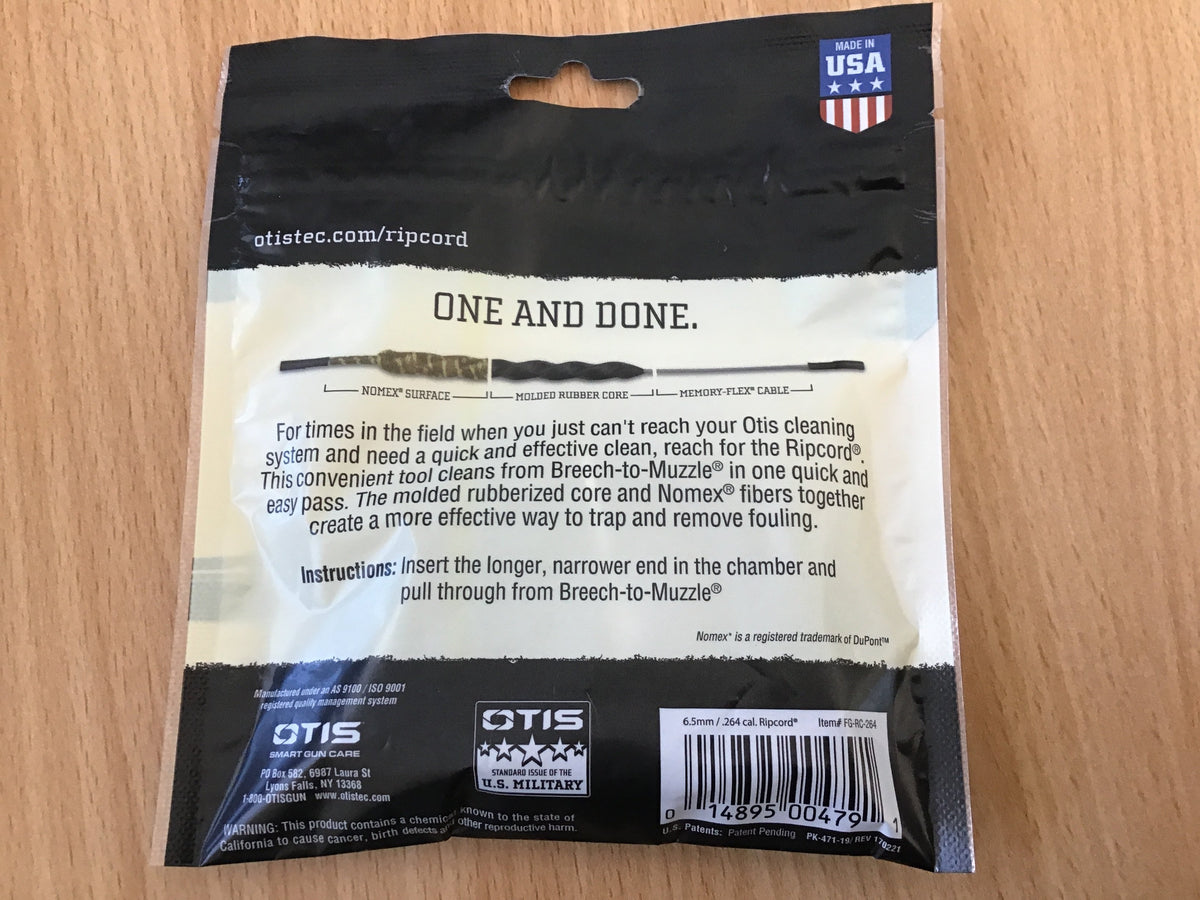 MADE IN
USA
otistec.com/ripcord
ONE AND DONE.
NOMEX® SURFACE
MOLDED RUBBER CORE
MEMORY-FLEX® CABLE
For times in the field when you just can't reach your Otis cleaning
system and need a quick and effective clean, reach for the Ripcord®.
This convenient tool cleans from Breech-to-Muzzle® in one quick and
easy pass. The molded rubberized core and Nomex® fibers together
create a more effective way to trap and remove fouling.
Instructions: Insert the longer, narrower end in the chamber and
pull through from Breech-to-Muzzle®
Nomex® is a registered trademark of DuPont™
Manufactured under an AS 9100 / ISO 9001
registered quality management system
OTIS
SMART GUN CARE
PO Box 582, 6987 Laura St
Lyons Falls, NY 13368
1-800-OTISGUN www.otistec.com
OTIS
STANDARD ISSUE OF THE
U.S. MILITARY
6.5mm / .264 cal. Ripcord® Item# FG-RC-264
0 14895 00479 1
U.S. Patents: Patent Pending PK-471-19/ REV 170221
WARNING: This product contains a chemical known to the state of
California to cause cancer, birth defects and other reproductive harm.